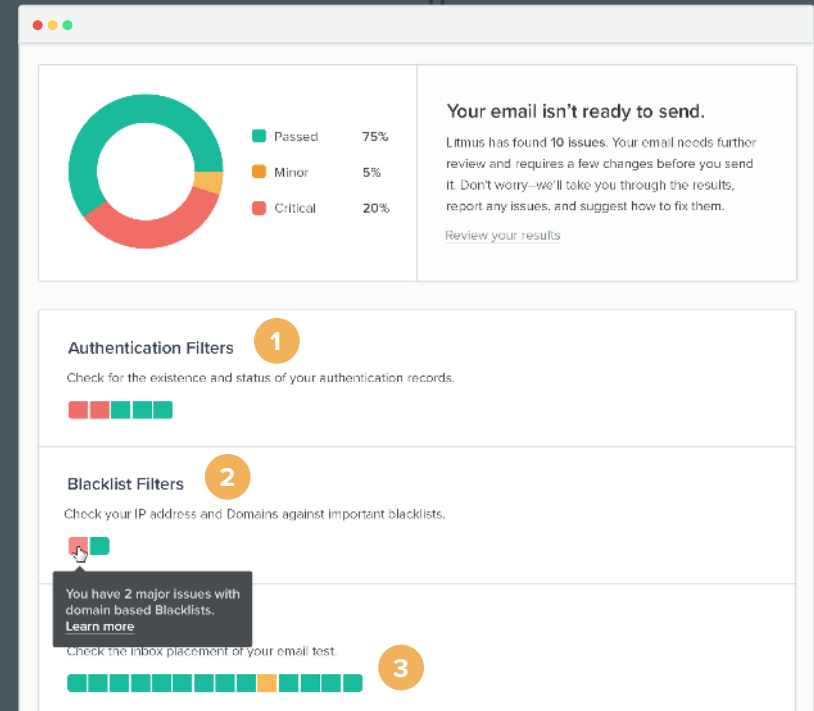 Passed 75%
Minor 5%
Critical 20%
Your email isn't ready to send.
Litmus has found 10 issues. Your email needs further
review and requires a few changes before you send
it. Don't worry–we'll take you through the results,
report any issues, and suggest how to fix them.
Review your results
Authentication Filters 1
Check for the existence and status of your authentication records.
Blacklist Filters 2
Check your IP address and Domains against important blacklists.
You have 2 major issues with
domain based Blacklists.
Learn more
Check the inbox placement of your email test.
3